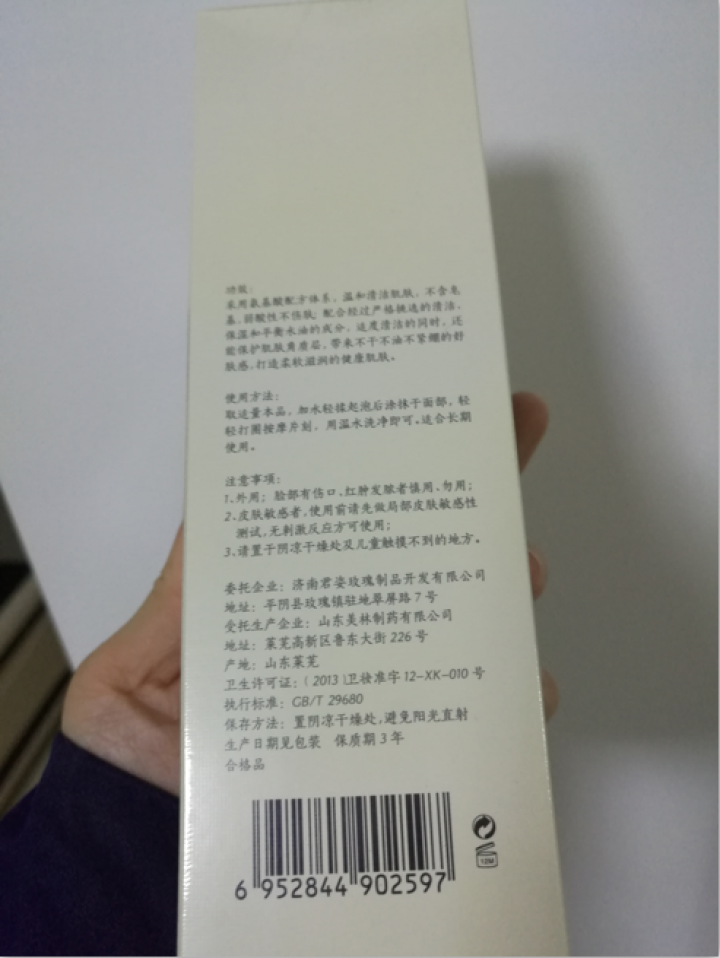 功效：
采用氨基酸配方体系，温和清洁肌肤，不含皂
基，弱酸性不伤肤；配合经过严格挑选的清洁、
保湿和平衡水油的成分，适度清洁的同时，还
能保护肌肤角质层，带来不干不油不紧绷的舒
肤感，打造柔软滋润的健康肌肤。
使用方法：
取适量本品，加水轻揉起泡后涂抹于面部，轻
轻打圈按摩片刻，用温水洗净即可。适合长期
使用。
注意事项：
1、外用；脸部有伤口、红肿发脓者慎用、勿用；
2、皮肤敏感者，使用前请先做局部皮肤敏感性
测试，无刺激反应方可使用；
3、请置于阴凉干燥处及儿童触摸不到的地方。
委托企业：济南君姿玫瑰制品开发有限公司
地址：平阴县玫瑰镇驻地翠屏路7号
受托生产企业：山东美林制药有限公司
地址：莱芜高新区鲁东大街226号
产地：山东莱芜
卫生许可证：（2013）卫妆准字12-XK-010号
执行标准：GB/T 29680
保存方法：置阴凉干燥处，避免阳光直射
生产日期见包装 保质期3年
合格品
6 952844 902597
12M